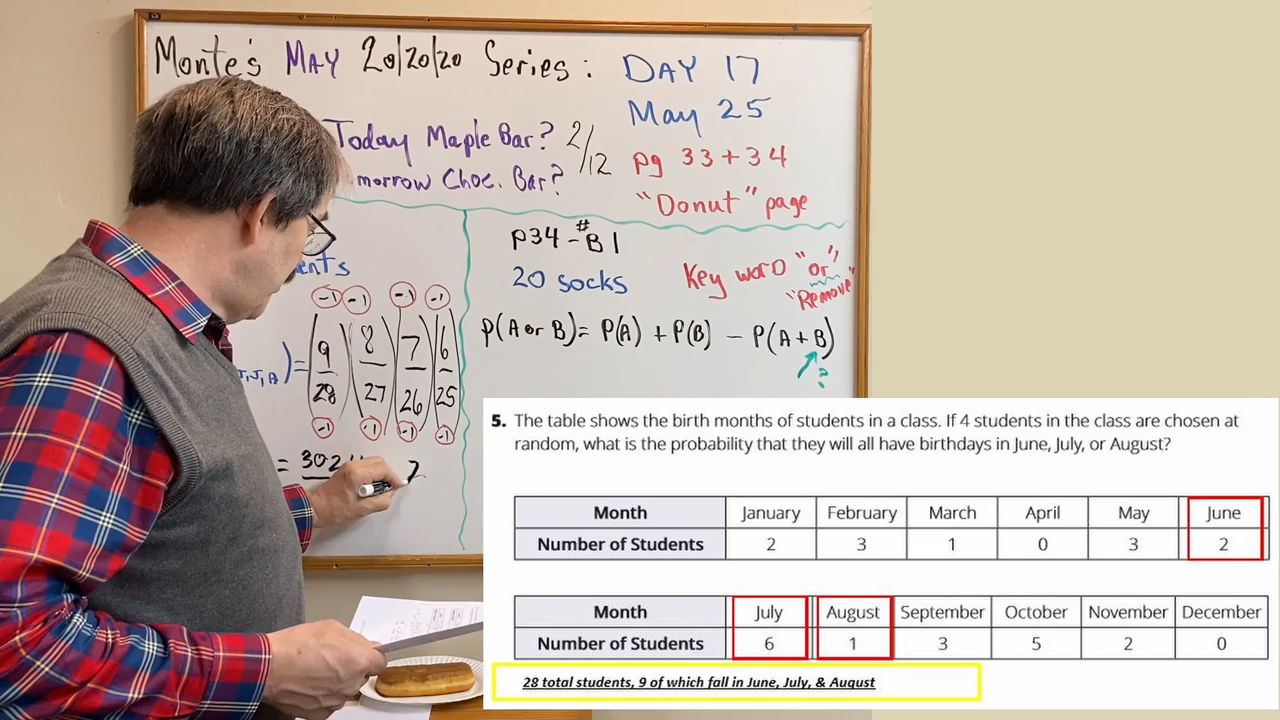 Monte's MAY 20/20/20 Series: DAY 17
May 25
Today Maple Bar? 2/12
morrow Choc. Bar?
pg 33 + 34
"Donut" page
ents
-1 -1 -1 -1
J, J, A) = (9/28)(8/27)(7/26)(6/25)
-1 -1 -1 -1
= 302
2
p34 - #B1
20 socks
Key word "or"
"Remove"
P(A or B) = P(A) + P(B) - P(A+B)
?
5. The table shows the birth months of students in a class. If 4 students in the class are chosen at
random, what is the probability that they will all have birthdays in June, July, or August?
Month January February March April May June
Number of Students 2 3 1 0 3 2
Month July August September October November December
Number of Students 6 1 3 5 2 0
28 total students, 9 of which fall in June, July, & August